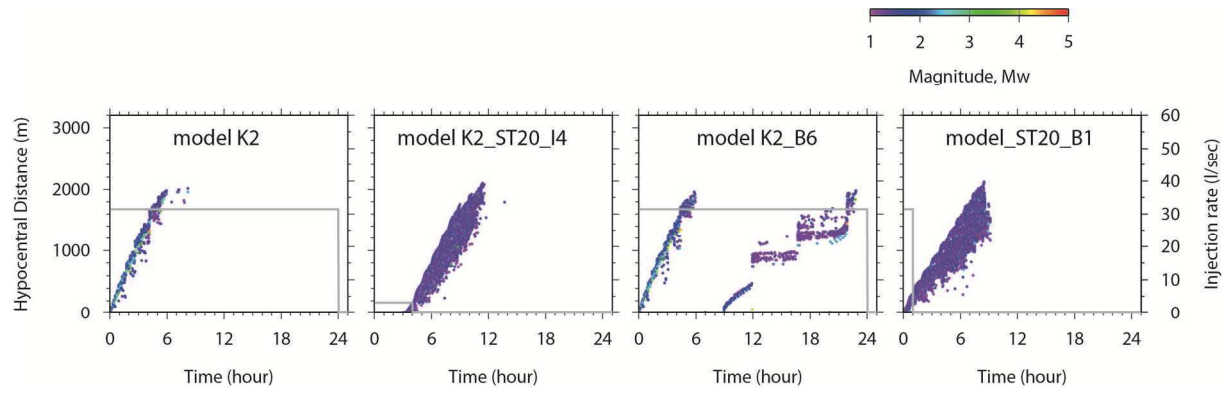 1 2 3 4 5
Magnitude, Mw
model K2 model K2_ST20_I4 model K2_B6 model_ST20_B1
Hypocentral Distance (m)
3000
2000
1000
0
60
50
40
30
20
10
0
Injection rate (l/sec)
0 6 12 18 24 6 12 18 24 0 6 12 18 24 0 6 12 18 24
Time (hour) Time (hour) Time (hour) Time (hour)